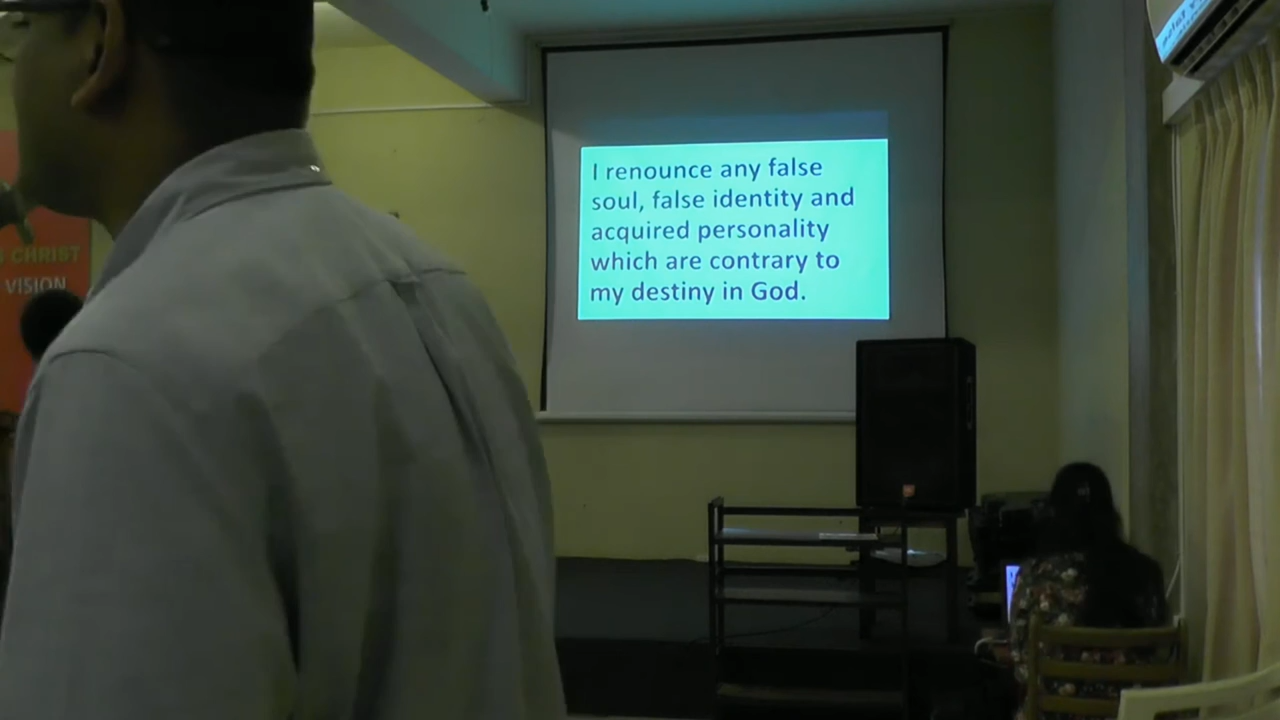 I renounce any false
soul, false identity and
acquired personality
which are contrary to
my destiny in God.
CHRIST
VISION